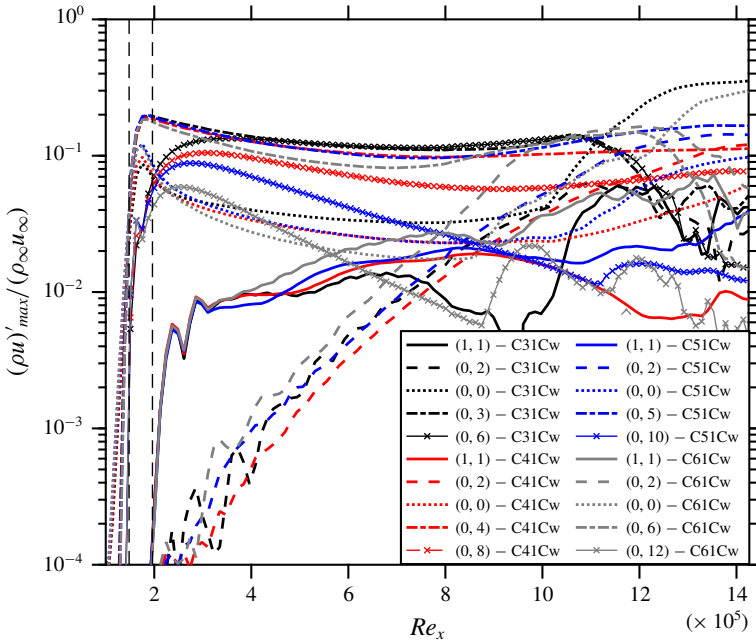 10^0
10^{-1}
10^{-2}
10^{-3}
10^{-4}
(ρu)'_{max}/(ρ_∞u_∞)
(1, 1) – C31Cw (1, 1) – C51Cw
(0, 2) – C31Cw (0, 2) – C51Cw
(0, 0) – C31Cw (0, 0) – C51Cw
(0, 3) – C31Cw (0, 5) – C51Cw
(0, 6) – C31Cw (0, 10) – C51Cw
(1, 1) – C41Cw (1, 1) – C61Cw
(0, 2) – C41Cw (0, 2) – C61Cw
(0, 0) – C41Cw (0, 0) – C61Cw
(0, 4) – C41Cw (0, 6) – C61Cw
(0, 8) – C41Cw (0, 12) – C61Cw
2 4 6 8 10 12 14
Re_x (× 10^5)